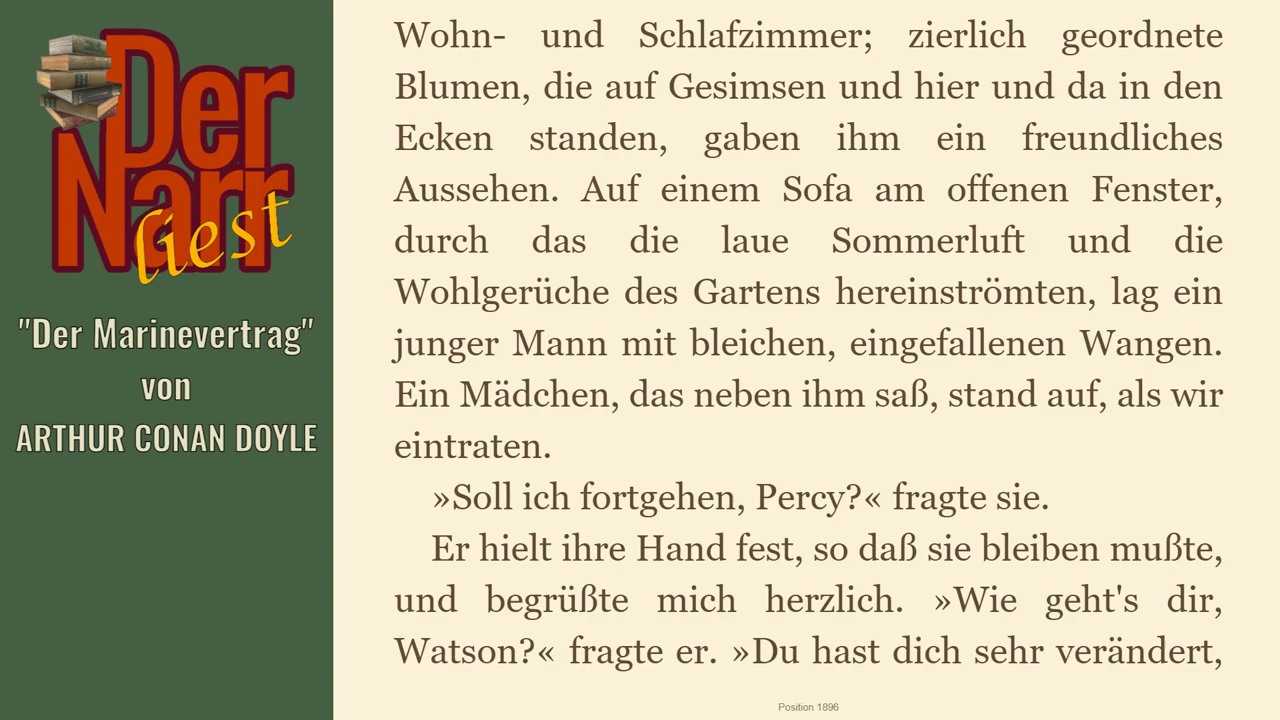 Der
Narr
liest
"Der Marinevertrag"
von
ARTHUR CONAN DOYLE
Wohn- und Schlafzimmer; zierlich geordnete
Blumen, die auf Gesimsen und hier und da in den
Ecken standen, gaben ihm ein freundliches
Aussehen. Auf einem Sofa am offenen Fenster,
durch das die laue Sommerluft und die
Wohlgerüche des Gartens hereinströmten, lag ein
junger Mann mit bleichen, eingefallenen Wangen.
Ein Mädchen, das neben ihm saß, stand auf, als wir
eintraten.
»Soll ich fortgehen, Percy?« fragte sie.
Er hielt ihre Hand fest, so daß sie bleiben mußte,
und begrüßte mich herzlich. »Wie geht's dir,
Watson?« fragte er. »Du hast dich sehr verändert,
Position 1896